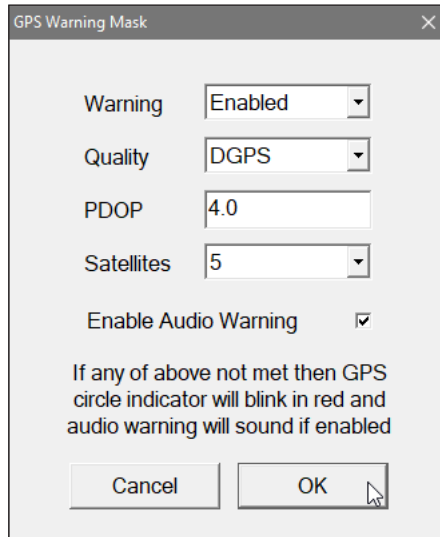 GPS Warning Mask
Warning Enabled
Quality DGPS
PDOP 4.0
Satellites 5
Enable Audio Warning
If any of above not met then GPS
circle indicator will blink in red and
audio warning will sound if enabled
Cancel OK